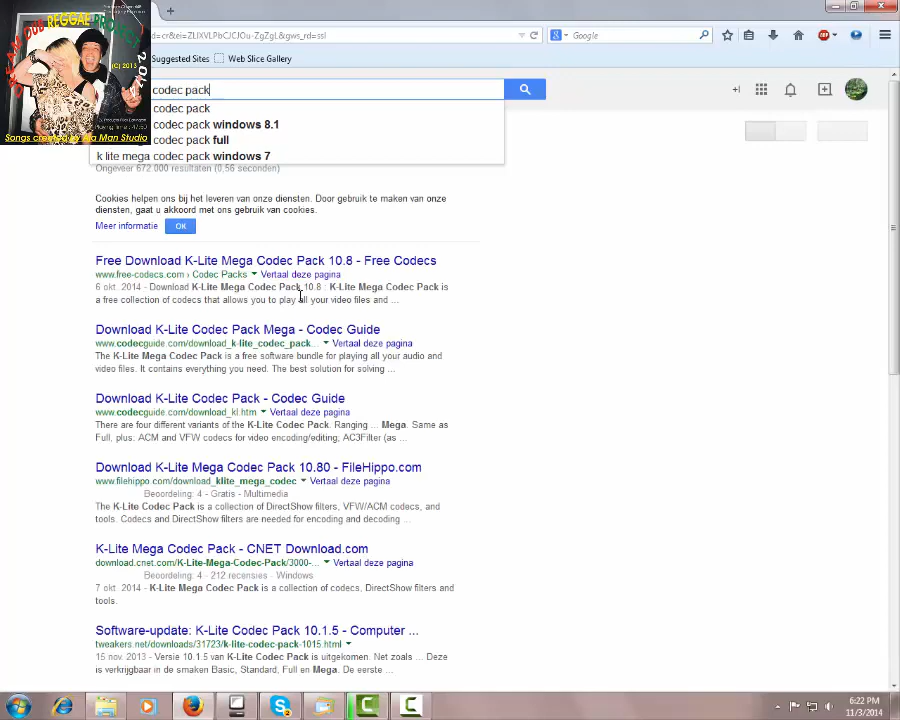 REGGAE PROJECT
(C) 2013
2014
Playing Time : 47:50
Songs created by Ala Man Studio
d=cr&ei=ZLlXVLPbC/CJOu-ZgZgL&gws_rd=ssl
Google
ABP
Suggested Sites
Web Slice Gallery
codec pack
codec pack
codec pack windows 8.1
codec pack full
k lite mega codec pack windows 7
Ongeveer 672.000 resultaten (0,56 seconden)
Cookies helpen ons bij het leveren van onze diensten. Door gebruik te maken van onze
diensten, gaat u akkoord met ons gebruik van cookies.
Meer informatie OK
Free Download K-Lite Mega Codec Pack 10.8 - Free Codecs
www.free-codecs.com › Codec Packs Vertaal deze pagina
6 okt. 2014 - Download K-Lite Mega Codec Pack 10.8 : K-Lite Mega Codec Pack is
a free collection of codecs that allows you to play all your video files and ...
Download K-Lite Codec Pack Mega - Codec Guide
www.codecguide.com/download_k-lite_codec_pack... Vertaal deze pagina
The K-Lite Mega Codec Pack is a free software bundle for playing all your audio and
video files. It contains everything you need. The best solution for solving ...
Download K-Lite Codec Pack - Codec Guide
www.codecguide.com/download_kl.htm Vertaal deze pagina
There are four different variants of the K-Lite Codec Pack. Ranging ... Mega. Same as
Full, plus: ACM and VFW codecs for video encoding/editing; AC3Filter (as ...
Download K-Lite Mega Codec Pack 10.80 - FileHippo.com
www.filehippo.com/download_klite_mega_codec Vertaal deze pagina
Beoordeling: 4 - Gratis - Multimedia
The K-Lite Codec Pack is a collection of DirectShow filters, VFW/ACM codecs, and
tools. Codecs and DirectShow filters are needed for encoding and decoding ...
K-Lite Mega Codec Pack - CNET Download.com
download.cnet.com/K-Lite-Mega-Codec-Pack/3000-... Vertaal deze pagina
Beoordeling: 4 - 212 recensies - Windows
7 okt. 2014 - K-Lite Mega Codec Pack is a collection of codecs, DirectShow filters and
tools.
Software-update: K-Lite Codec Pack 10.1.5 - Computer ...
tweakers.net/downloads/31723/k-lite-codec-pack-1015.html
15 nov. 2013 - Versie 10.1.5 van K-Lite Codec Pack is uitgekomen. Net zoals ... Deze
is verkrijgbaar in de smaken Basic, Standard, Full en Mega. De eerste ...
6:22 PM
11/3/2014